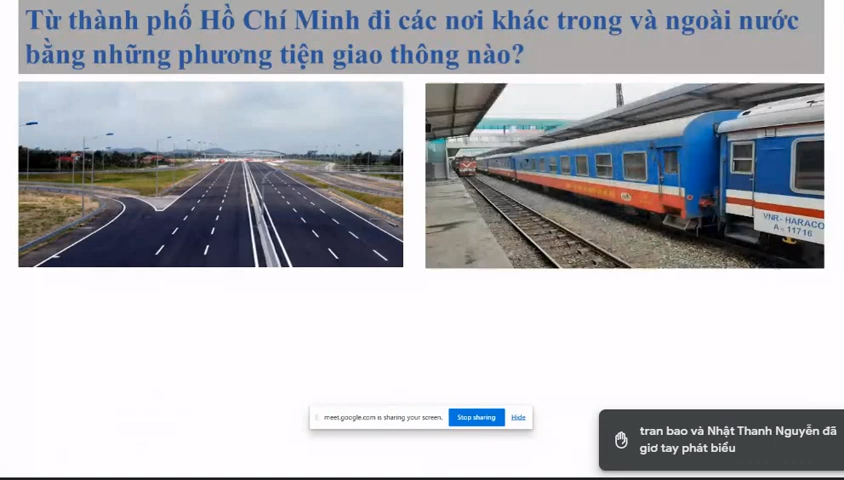 Từ thành phố Hồ Chí Minh đi các nơi khác trong và ngoài nước
bằng những phương tiện giao thông nào?
VNR- HARACO
A 11716
meet.google.com is sharing your screen.
Stop sharing
Hide
tran bao và Nhật Thanh Nguyễn đã
giơ tay phát biểu